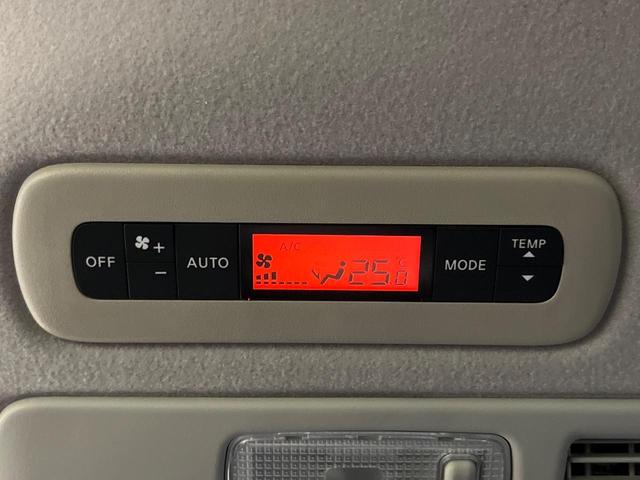 OFF
+
−
AUTO
A/C
25.0
°C
MODE
TEMP